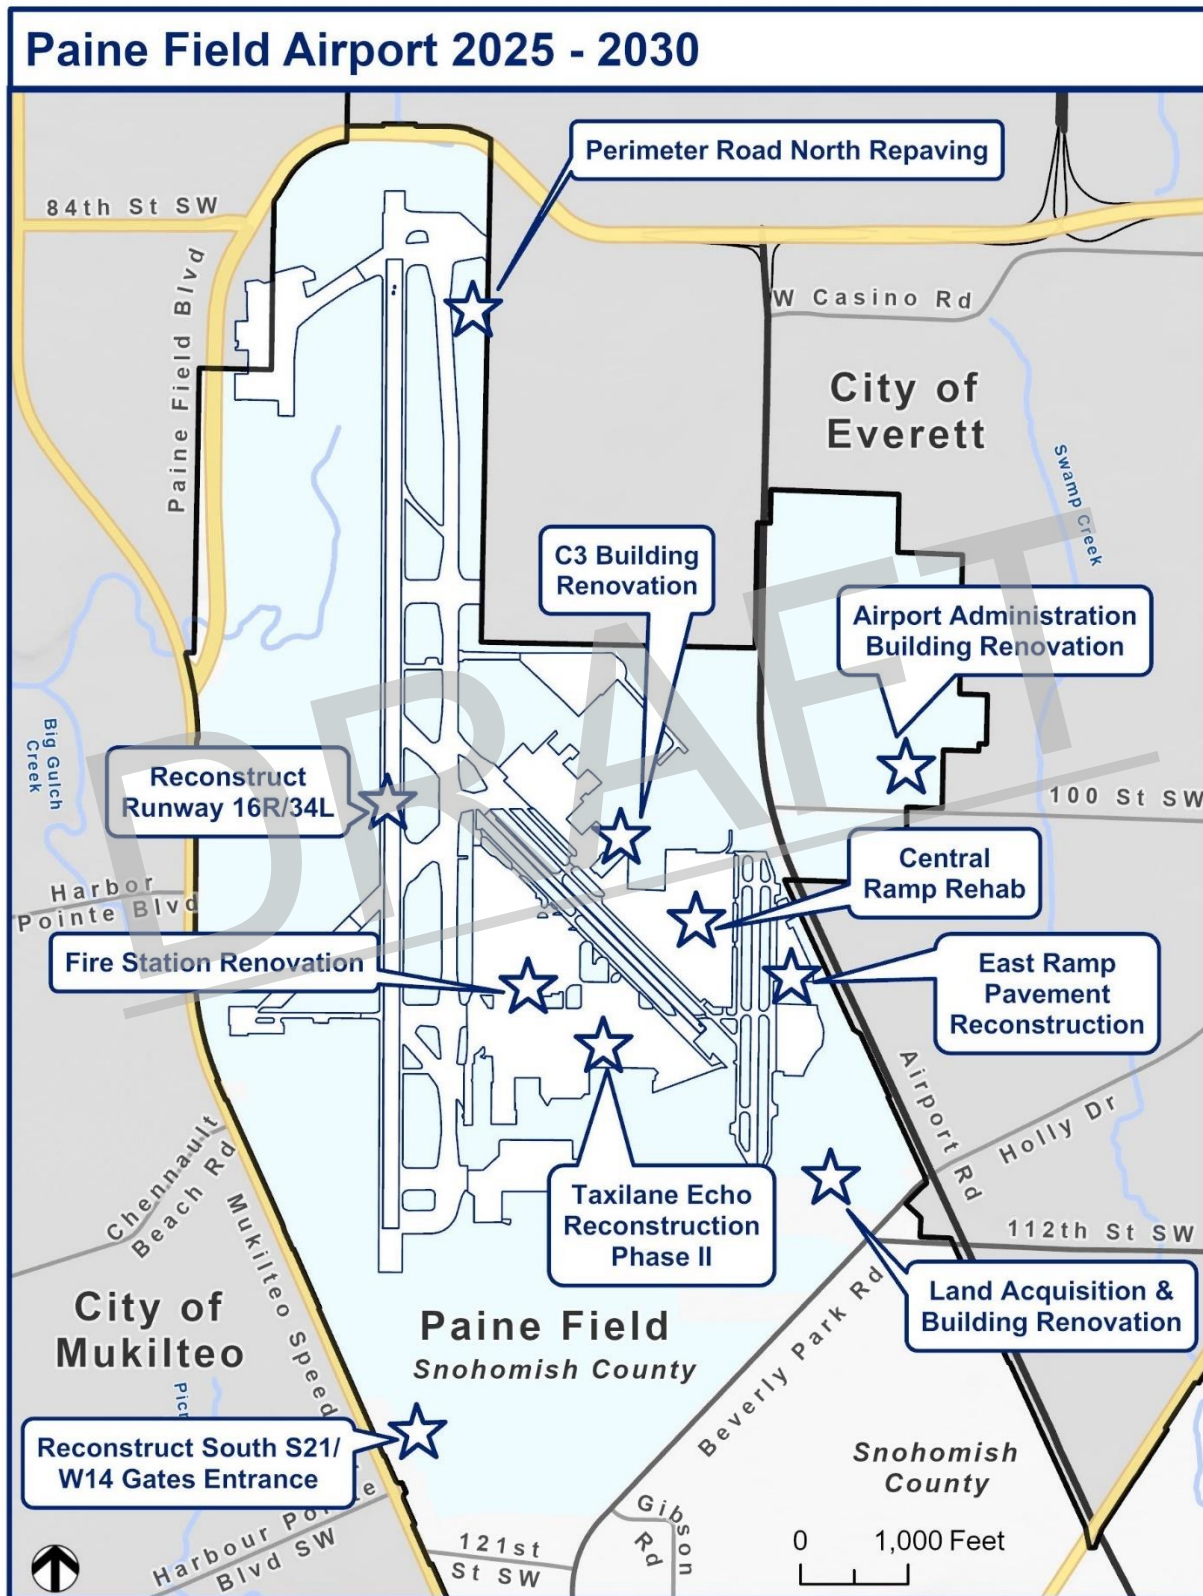 Paine Field Airport 2025 - 2030
Perimeter Road North Repaving
84th St SW
Paine Field Blvd
W Casino Rd
City of
Everett
Swamp Creek
C3 Building
Renovation
Airport Administration
Building Renovation
Big Gulch
Creek
Reconstruct
Runway 16R/34L
100 St SW
DRAFT
Central
Ramp Rehab
Harbor
Pointe Blvd
Fire Station Renovation
East Ramp
Pavement
Reconstruction
Airport Rd
Holly Dr
Chennault
Beach Rd
Mukilteo Speed
Taxilane Echo
Reconstruction
Phase II
112th St SW
Land Acquisition &
Building Renovation
City of
Mukilteo
Paine Field
Snohomish County
Beverly Park Rd
Reconstruct South S21/
W14 Gates Entrance
Snohomish
County
Harbour Po
Blvd SW
121st
St SW
Gibson
Rd
0 1,000 Feet